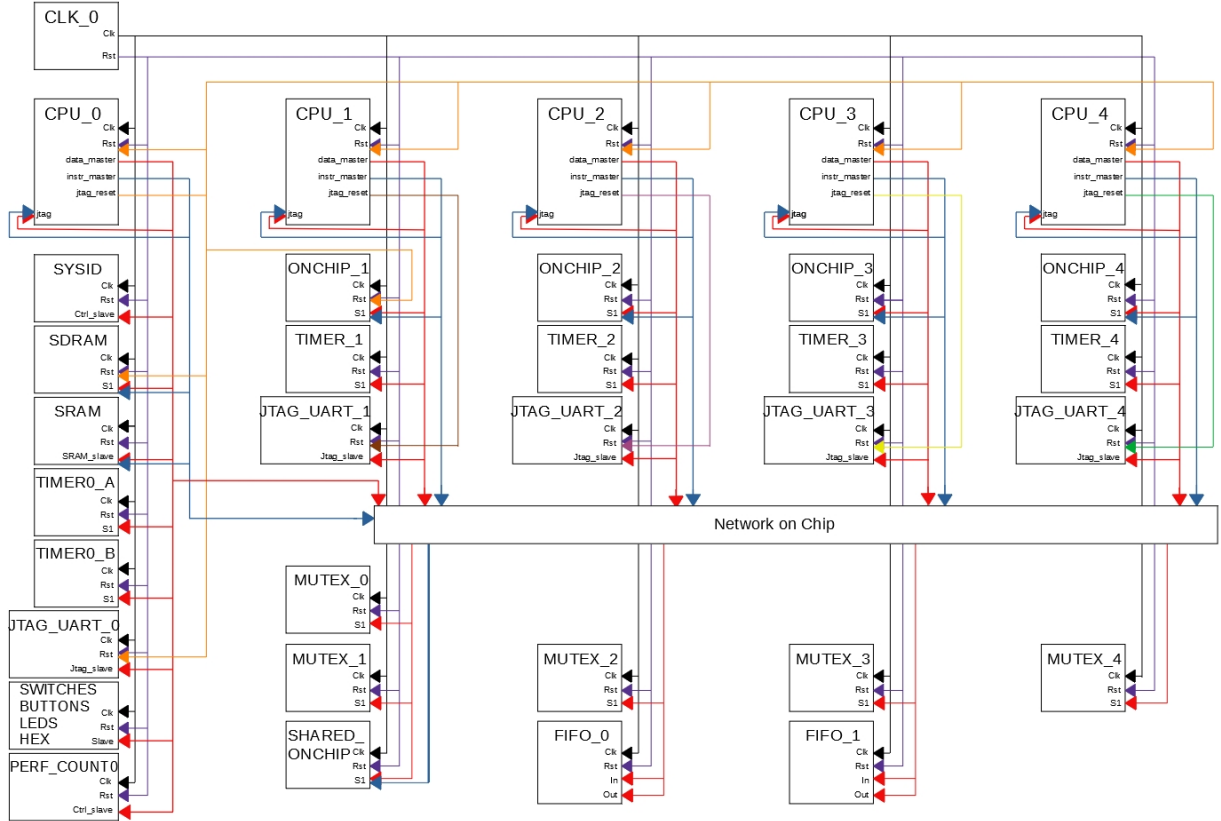 CLK_0
Clk
Rst
CPU_0
Clk
Rst
data_master
instr_master
jtag_reset
jtag
CPU_1
Clk
Rst
data_master
instr_master
jtag_reset
jtag
CPU_2
Clk
Rst
data_master
instr_master
jtag_reset
jtag
CPU_3
Clk
Rst
data_master
instr_master
jtag_reset
jtag
CPU_4
Clk
Rst
data_master
instr_master
jtag_reset
jtag
SYSID
Clk
Rst
Ctrl_slave
ONCHIP_1
Clk
Rst
S1
ONCHIP_2
Clk
Rst
S1
ONCHIP_3
Clk
Rst
S1
ONCHIP_4
Clk
Rst
S1
SDRAM
Clk
Rst
S1
TIMER_1
Clk
Rst
S1
TIMER_2
Clk
Rst
S1
TIMER_3
Clk
Rst
S1
TIMER_4
Clk
Rst
S1
SRAM
Clk
Rst
SRAM_slave
JTAG_UART_1
Clk
Rst
Jtag_slave
JTAG_UART_2
Clk
Rst
Jtag_slave
JTAG_UART_3
Clk
Rst
Jtag_slave
JTAG_UART_4
Clk
Rst
Jtag_slave
TIMER0_A
Clk
Rst
S1
Network on Chip
TIMER0_B
Clk
Rst
S1
MUTEX_0
Clk
Rst
S1
JTAG_UART_0
Clk
Rst
Jtag_slave
MUTEX_1
Clk
Rst
S1
MUTEX_2
Clk
Rst
S1
MUTEX_3
Clk
Rst
S1
MUTEX_4
Clk
Rst
S1
SWITCHES
BUTTONS
LEDS
HEX
Clk
Rst
Slave
SHARED_
ONCHIP
Clk
Rst
S1
FIFO_0
Clk
Rst
In
Out
FIFO_1
Clk
Rst
In
Out
PERF_COUNT0
Clk
Rst
Ctrl_slave